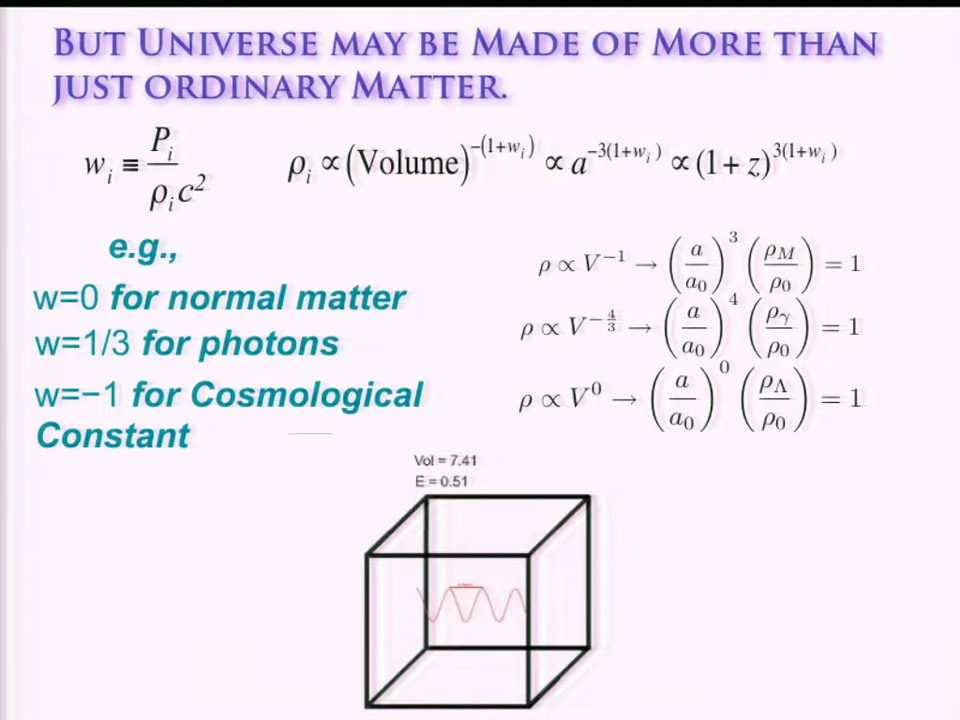 BUT UNIVERSE MAY BE MADE OF MORE THAN
JUST ORDINARY MATTER.
w_i ≡ P_i / ρ_i c²    ρ_i ∝ (Volume)^{-(1+w_i)} ∝ a^{-3(1+w_i)} ∝ (1+z)^{3(1+w_i)}
e.g.,
w=0 for normal matter
ρ ∝ V^{-1} → (a/a_0)^3 (ρ_M/ρ_0) = 1
w=1/3 for photons
ρ ∝ V^{-4/3} → (a/a_0)^4 (ρ_γ/ρ_0) = 1
w=−1 for Cosmological
Constant
ρ ∝ V^0 → (a/a_0)^0 (ρ_Λ/ρ_0) = 1
Vol = 7.41
E = 0.51